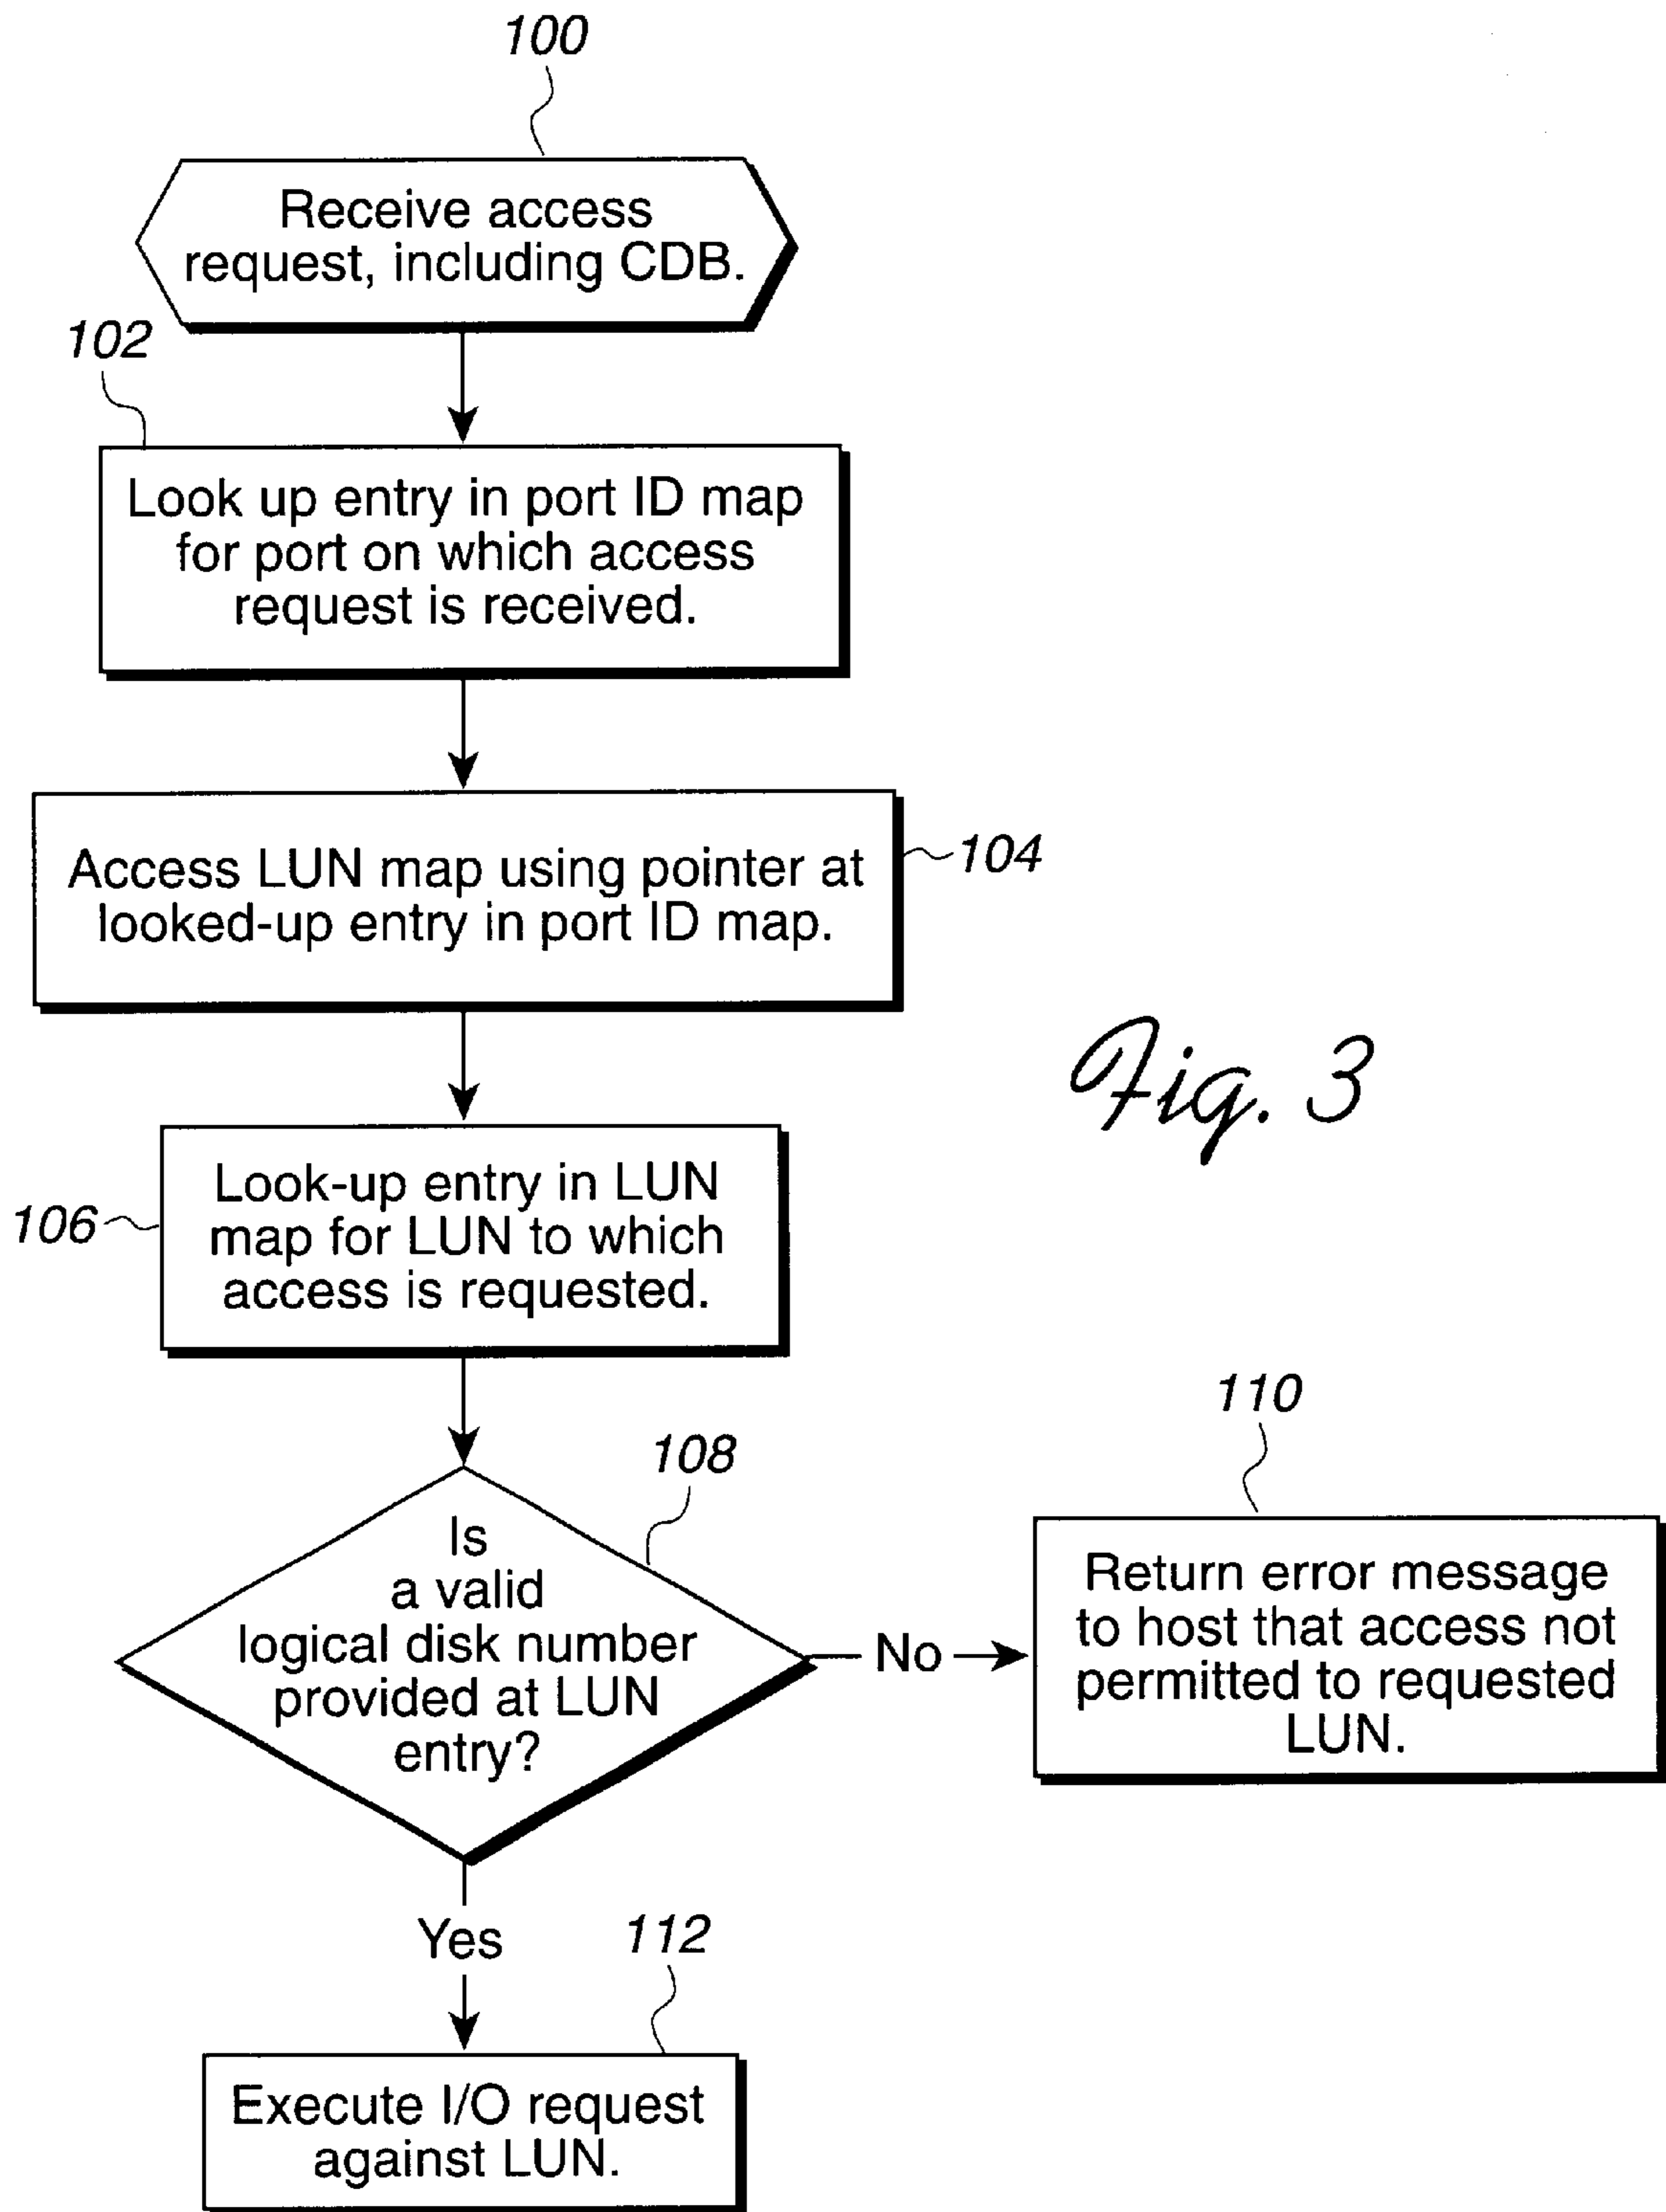 100
Receive access
request, including CDB.
102
Look up entry in port ID map
for port on which access
request is received.
104
Access LUN map using pointer at
looked-up entry in port ID map.
Fig. 3
106
Look-up entry in LUN
map for LUN to which
access is requested.
108
Is
a valid
logical disk number
provided at LUN
entry?
No
110
Return error message
to host that access not
permitted to requested
LUN.
Yes
112
Execute I/O request
against LUN.